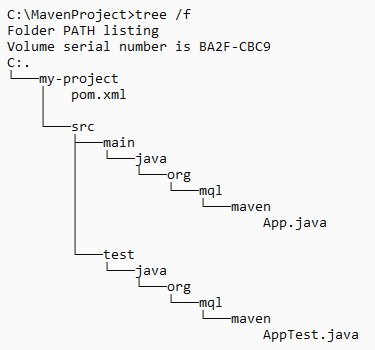 C:\MavenProject>tree /f
Folder PATH listing
Volume serial number is BA2F-CBC9
C:.
└───my-project
    │   pom.xml
    │
    └───src
        ├───main
        │   └───java
        │       └───org
        │           └───mql
        │               └───maven
        │                       App.java
        │
        └───test
            └───java
                └───org
                    └───mql
                        └───maven
                                AppTest.java